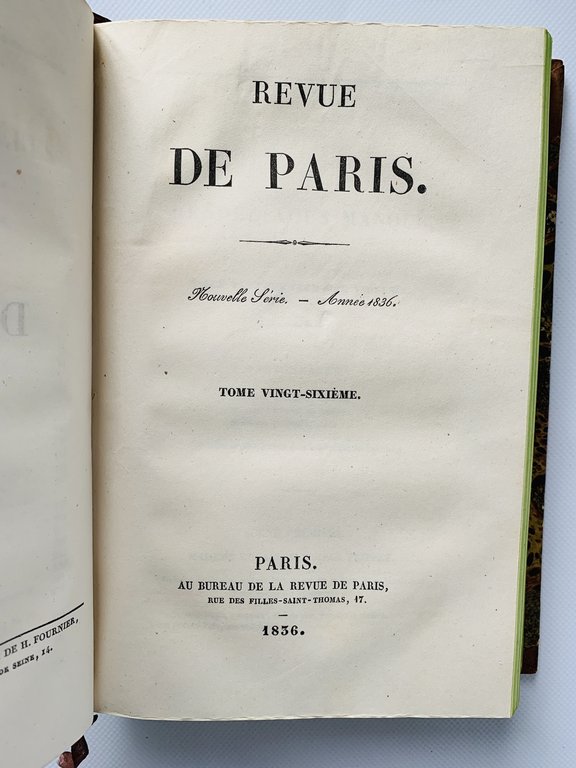 DE H. FOURNIER,
DE SEINE, 14.
REVUE
DE PARIS.
Nouvelle Série. — Année 1836.
TOME VINGT-SIXIÈME.
PARIS.
AU BUREAU DE LA REVUE DE PARIS,
RUE DES FILLES-SAINT-THOMAS, 17.
1836.